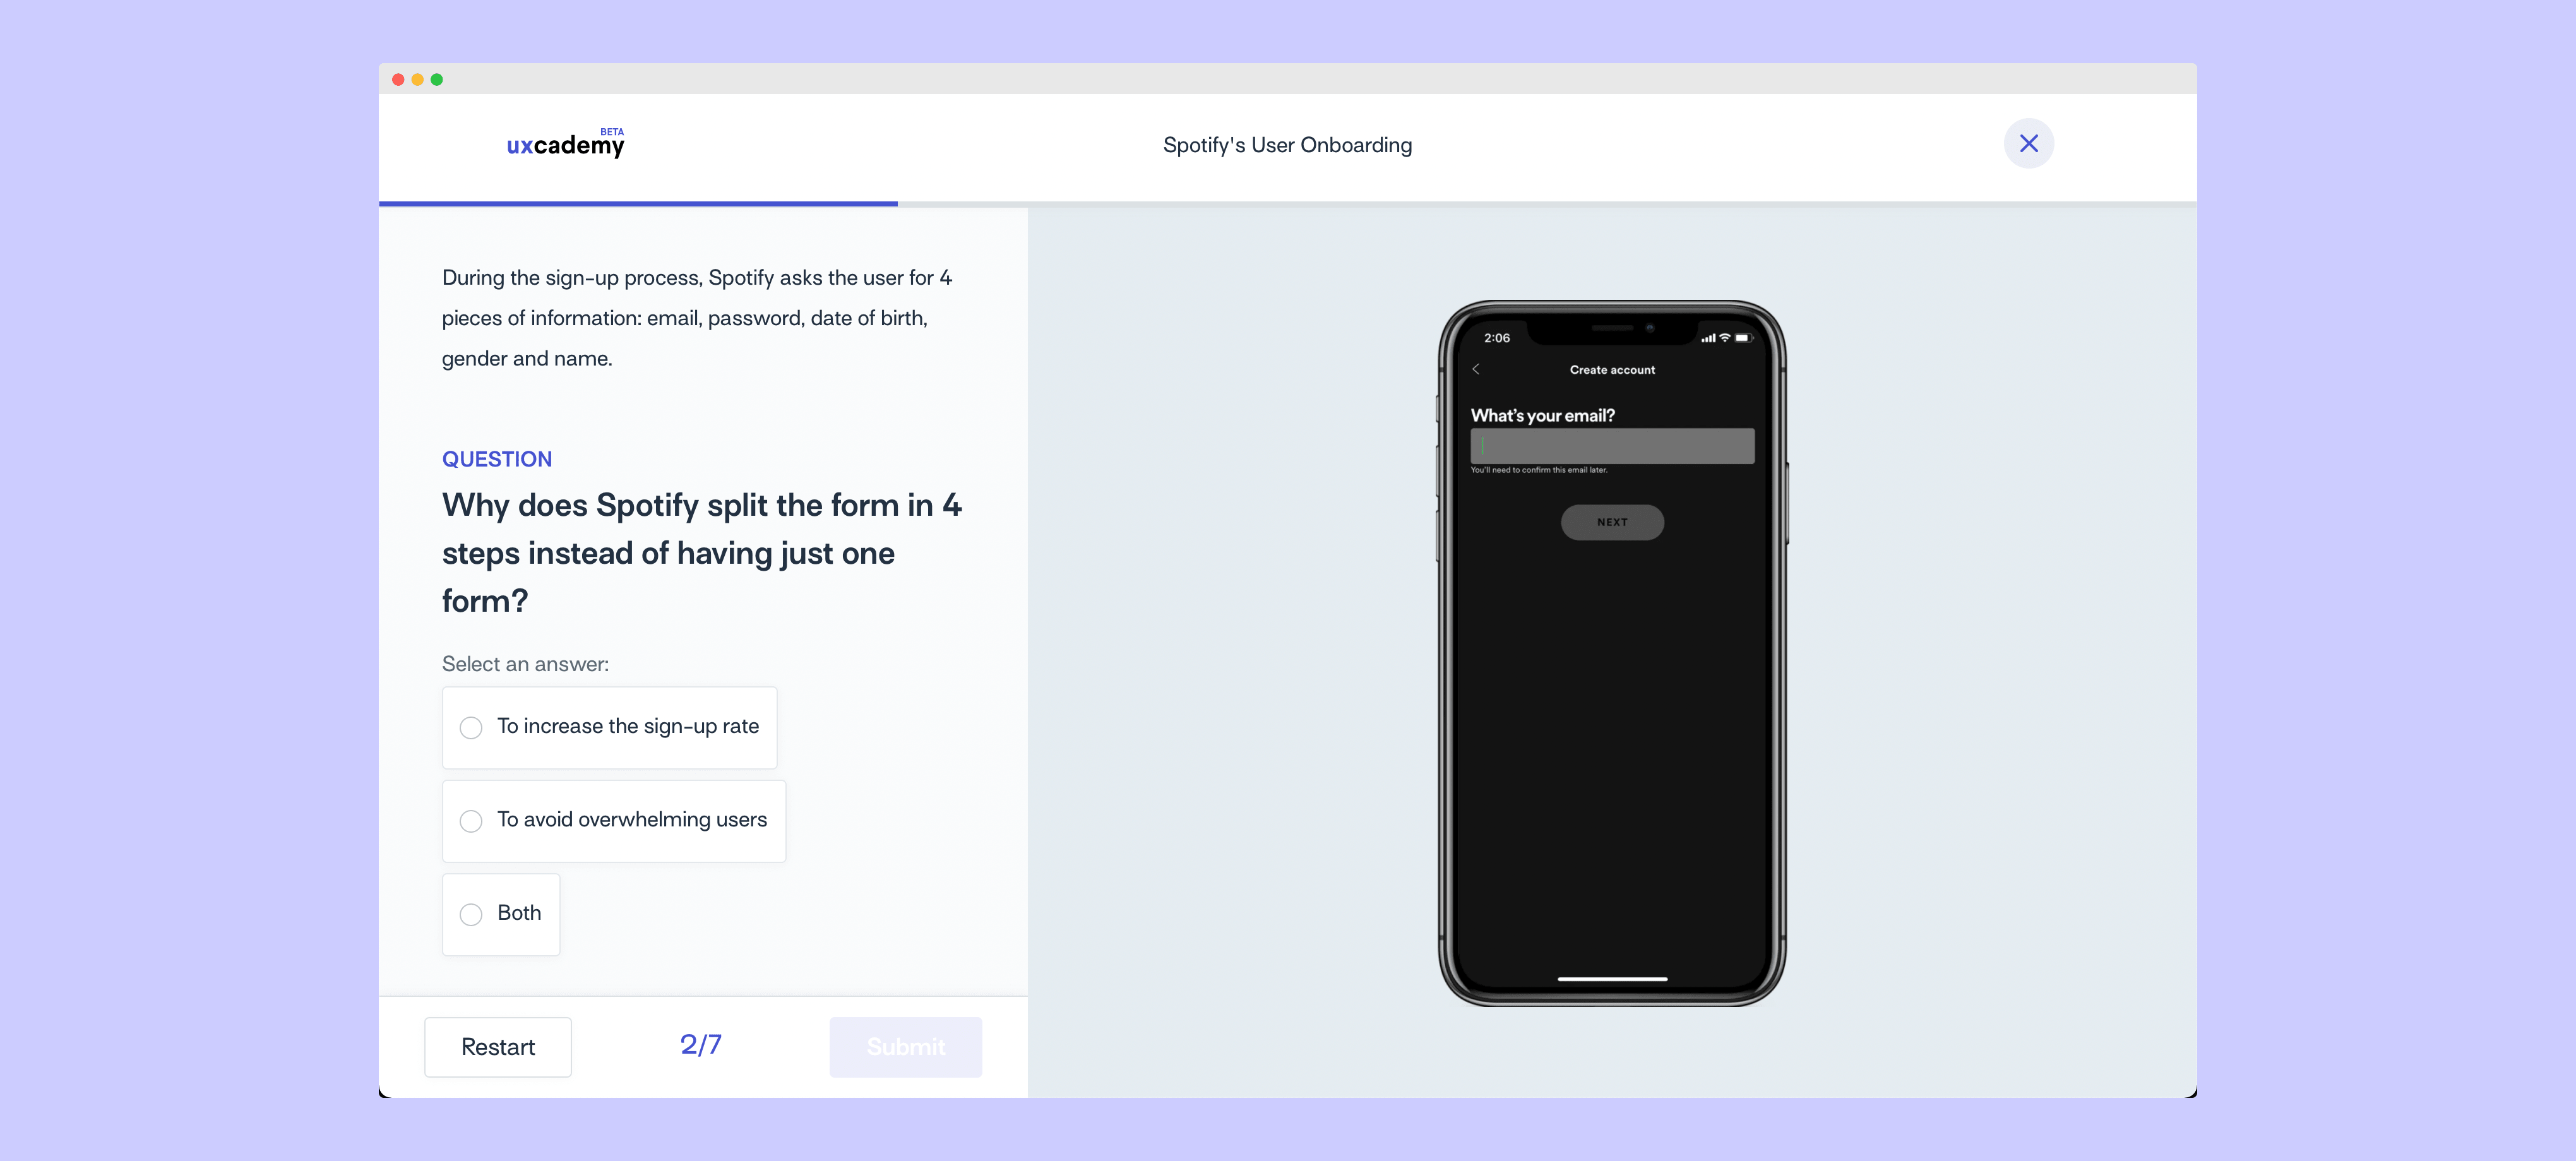 BETA
uxcademy
Spotify's User Onboarding
During the sign-up process, Spotify asks the user for 4
pieces of information: email, password, date of birth,
gender and name.
QUESTION
Why does Spotify split the form in 4
steps instead of having just one
form?
Select an answer:
To increase the sign-up rate
To avoid overwhelming users
Both
Restart
2/7
Submit
2:06
Create account
What's your email?
You'll need to confirm this email later.
NEXT